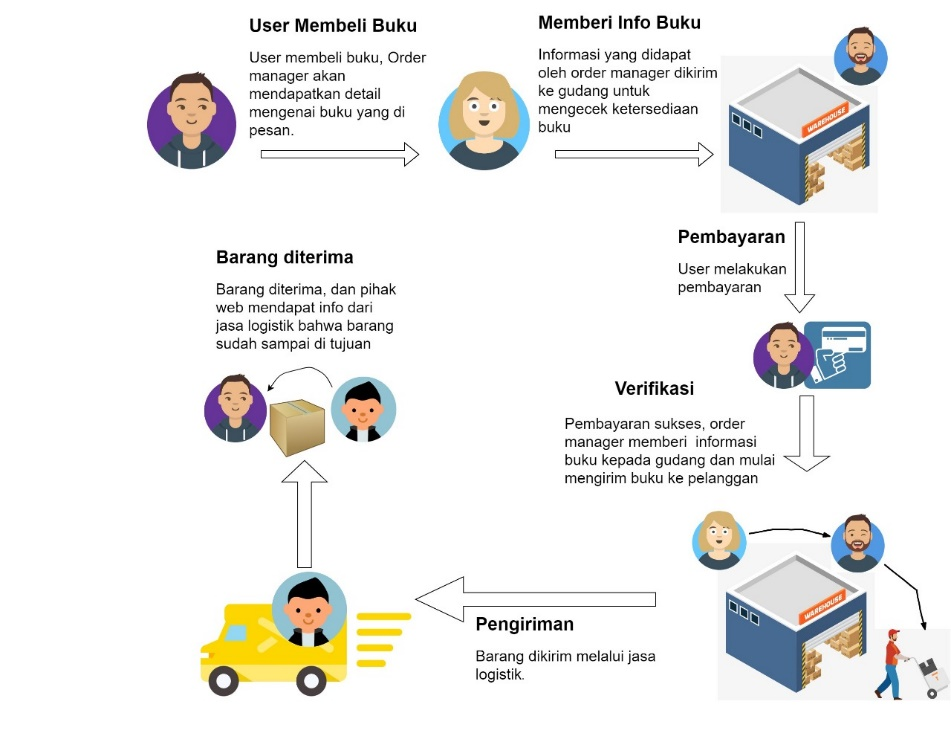 User Membeli Buku
User membeli buku, Order
manager akan
mendapatkan detail
mengenai buku yang di
pesan.
Memberi Info Buku
Informasi yang didapat
oleh order manager dikirim
ke gudang untuk
mengecek ketersediaan
buku
WAREHOUSE
Pembayaran
User melakukan
pembayaran
Verifikasi
Pembayaran sukses, order
manager memberi informasi
buku kepada gudang dan mulai
mengirim buku ke pelanggan
WAREHOUSE
Pengiriman
Barang dikirim melalui jasa
logistik.
Barang diterima
Barang diterima, dan pihak
web mendapat info dari
jasa logistik bahwa barang
sudah sampai di tujuan